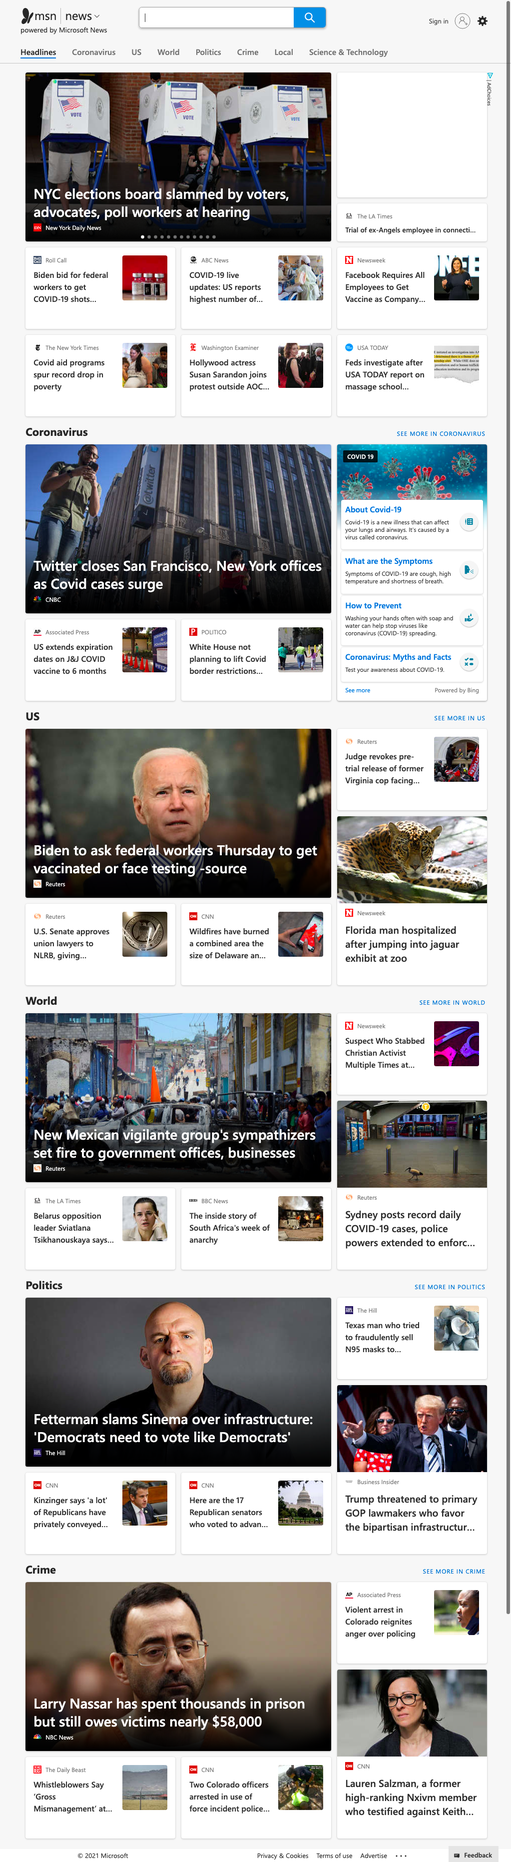 msn | news
powered by Microsoft News
Sign in
Headlines
Coronavirus
US
World
Politics
Crime
Local
Science & Technology
AdChoices
NYC elections board slammed by voters,
advocates, poll workers at hearing
New York Daily News
The LA Times
Trial of ex-Angels employee in connecti...
Roll Call
Biden bid for federal
workers to get
COVID-19 shots...
ABC News
COVID-19 live
updates: US reports
highest number of...
Newsweek
Facebook Requires All
Employees to Get
Vaccine as Company...
The New York Times
Covid aid programs
spur record drop in
poverty
Washington Examiner
Hollywood actress
Susan Sarandon joins
protest outside AOC...
USA TODAY
Feds investigate after
USA TODAY report on
massage school...
Coronavirus
SEE MORE IN CORONAVIRUS
Twitter closes San Francisco, New York offices
as Covid cases surge
CNBC
COVID 19
About Covid-19
Covid-19 is a new illness that can affect
your lungs and airways. It's caused by a
virus called coronavirus.
What are the Symptoms
Symptoms of COVID-19 are cough, high
temperature and shortness of breath.
How to Prevent
Washing your hands often with soap and
water can help stop viruses like
coronavirus (COVID-19) spreading.
Coronavirus: Myths and Facts
Test your awareness about COVID-19.
See more
Powered by Bing
Associated Press
US extends expiration
dates on J&J COVID
vaccine to 6 months
POLITICO
White House not
planning to lift Covid
border restrictions...
US
SEE MORE IN US
Biden to ask federal workers Thursday to get
vaccinated or face testing -source
Reuters
Reuters
Judge revokes pre-
trial release of former
Virginia cop facing...
Newsweek
Florida man hospitalized
after jumping into jaguar
exhibit at zoo
Reuters
U.S. Senate approves
union lawyers to
NLRB, giving...
CNN
Wildfires have burned
a combined area the
size of Delaware an...
World
SEE MORE IN WORLD
New Mexican vigilante group's sympathizers
set fire to government offices, businesses
Reuters
Newsweek
Suspect Who Stabbed
Christian Activist
Multiple Times at...
Reuters
Sydney posts record daily
COVID-19 cases, police
powers extended to enforc...
The LA Times
Belarus opposition
leader Sviatlana
Tsikhanouskaya says...
BBC News
The inside story of
South Africa's week of
anarchy
Politics
SEE MORE IN POLITICS
Fetterman slams Sinema over infrastructure:
'Democrats need to vote like Democrats'
The Hill
The Hill
Texas man who tried
to fraudulently sell
N95 masks to...
Business Insider
Trump threatened to primary
GOP lawmakers who favor
the bipartisan infrastructur...
CNN
Kinzinger says 'a lot'
of Republicans have
privately conveyed...
CNN
Here are the 17
Republican senators
who voted to advan...
Crime
SEE MORE IN CRIME
Larry Nassar has spent thousands in prison
but still owes victims nearly $58,000
NBC News
Associated Press
Violent arrest in
Colorado reignites
anger over policing
CNN
Lauren Salzman, a former
high-ranking Nxivm member
who testified against Keith...
The Daily Beast
Whistleblowers Say
'Gross
Mismanagement' at...
CNN
Two Colorado officers
arrested in use of
force incident police...
© 2021 Microsoft
Privacy & Cookies
Terms of use
Advertise
Feedback